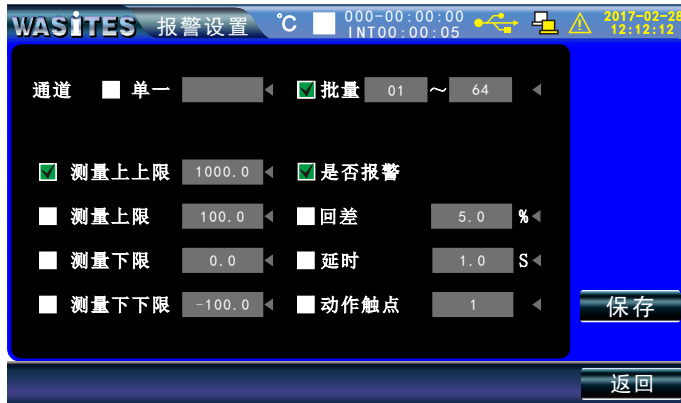 WASiTES 报警设置 ℃ 000-00:00:00 2017-02-28
INT00:00:05 12:12:12
通道 单一 批量 01 ～ 64
测量上上限 1000.0 是否报警
测量上限 100.0 回差 5.0 %
测量下限 0.0 延时 1.0 S
测量下下限 -100.0 动作触点 1
保存
返回